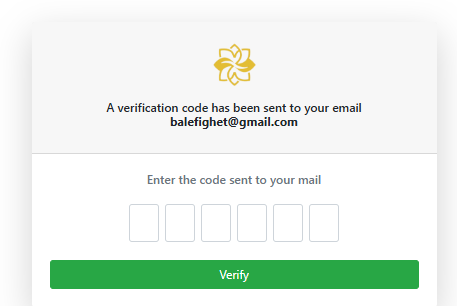 A verification code has been sent to your email
balefighet@gmail.com
Enter the code sent to your mail
Verify